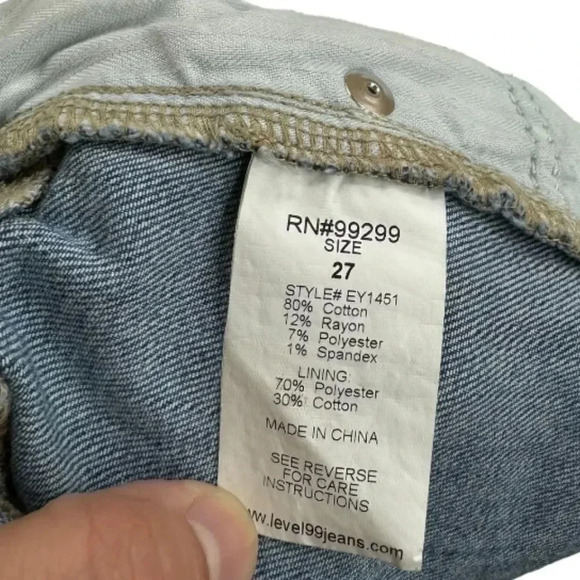 RN#99299
SIZE
27
STYLE# EY1451
80% Cotton
12% Rayon
7% Polyester
1% Spandex
LINING:
70% Polyester
30% Cotton
MADE IN CHINA
SEE REVERSE
FOR CARE
INSTRUCTIONS
www.level99jeans.com